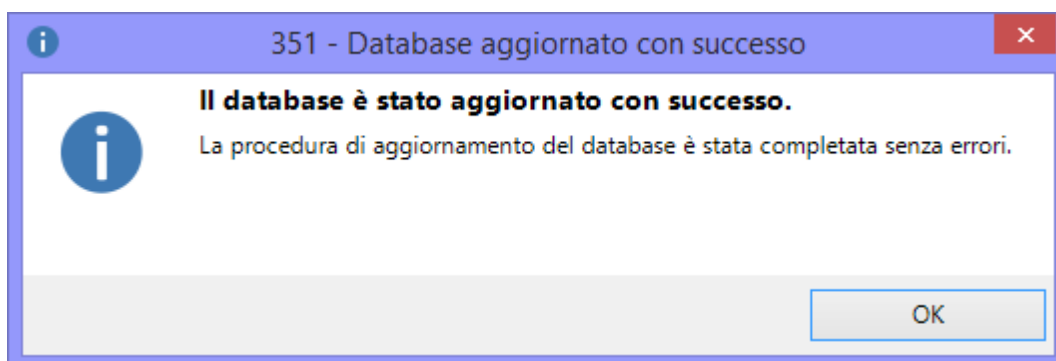 351 - Database aggiornato con successo
Il database è stato aggiornato con successo.
La procedura di aggiornamento del database è stata completata senza errori.
OK